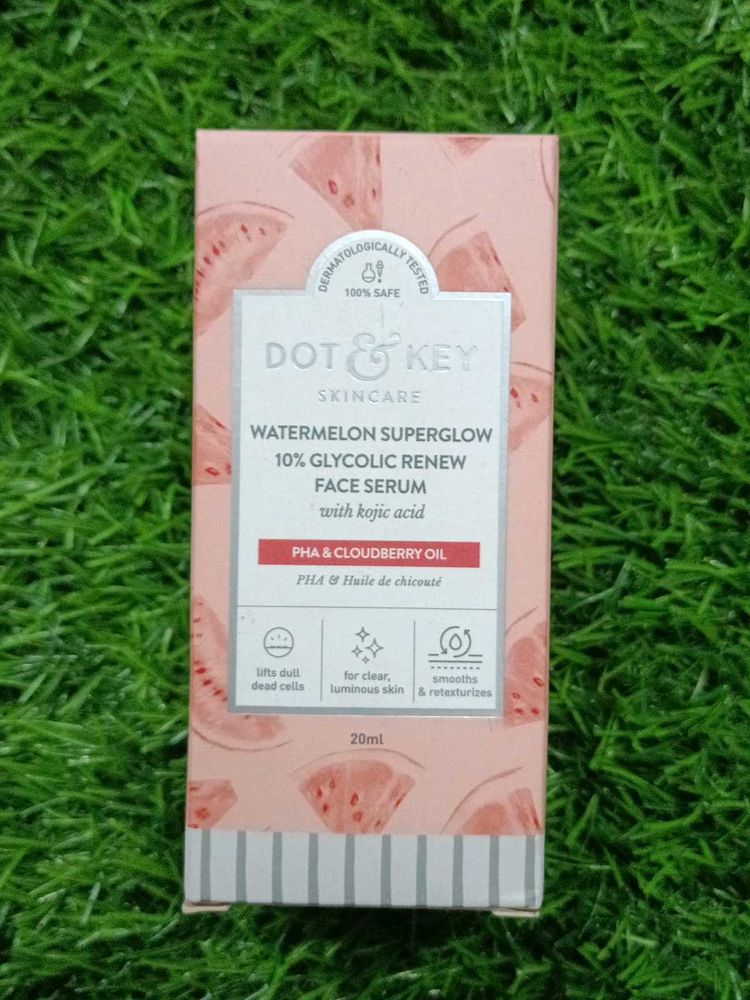 DERMATOLOGICALLY TESTED
100% SAFE
DOT & KEY
SKINCARE
WATERMELON SUPERGLOW
10% GLYCOLIC RENEW
FACE SERUM
with kojic acid
PHA & CLOUDBERRY OIL
PHA & Huile de chicouté
lifts dull
dead cells
for clear,
luminous skin
smooths
& retexturizes
20ml